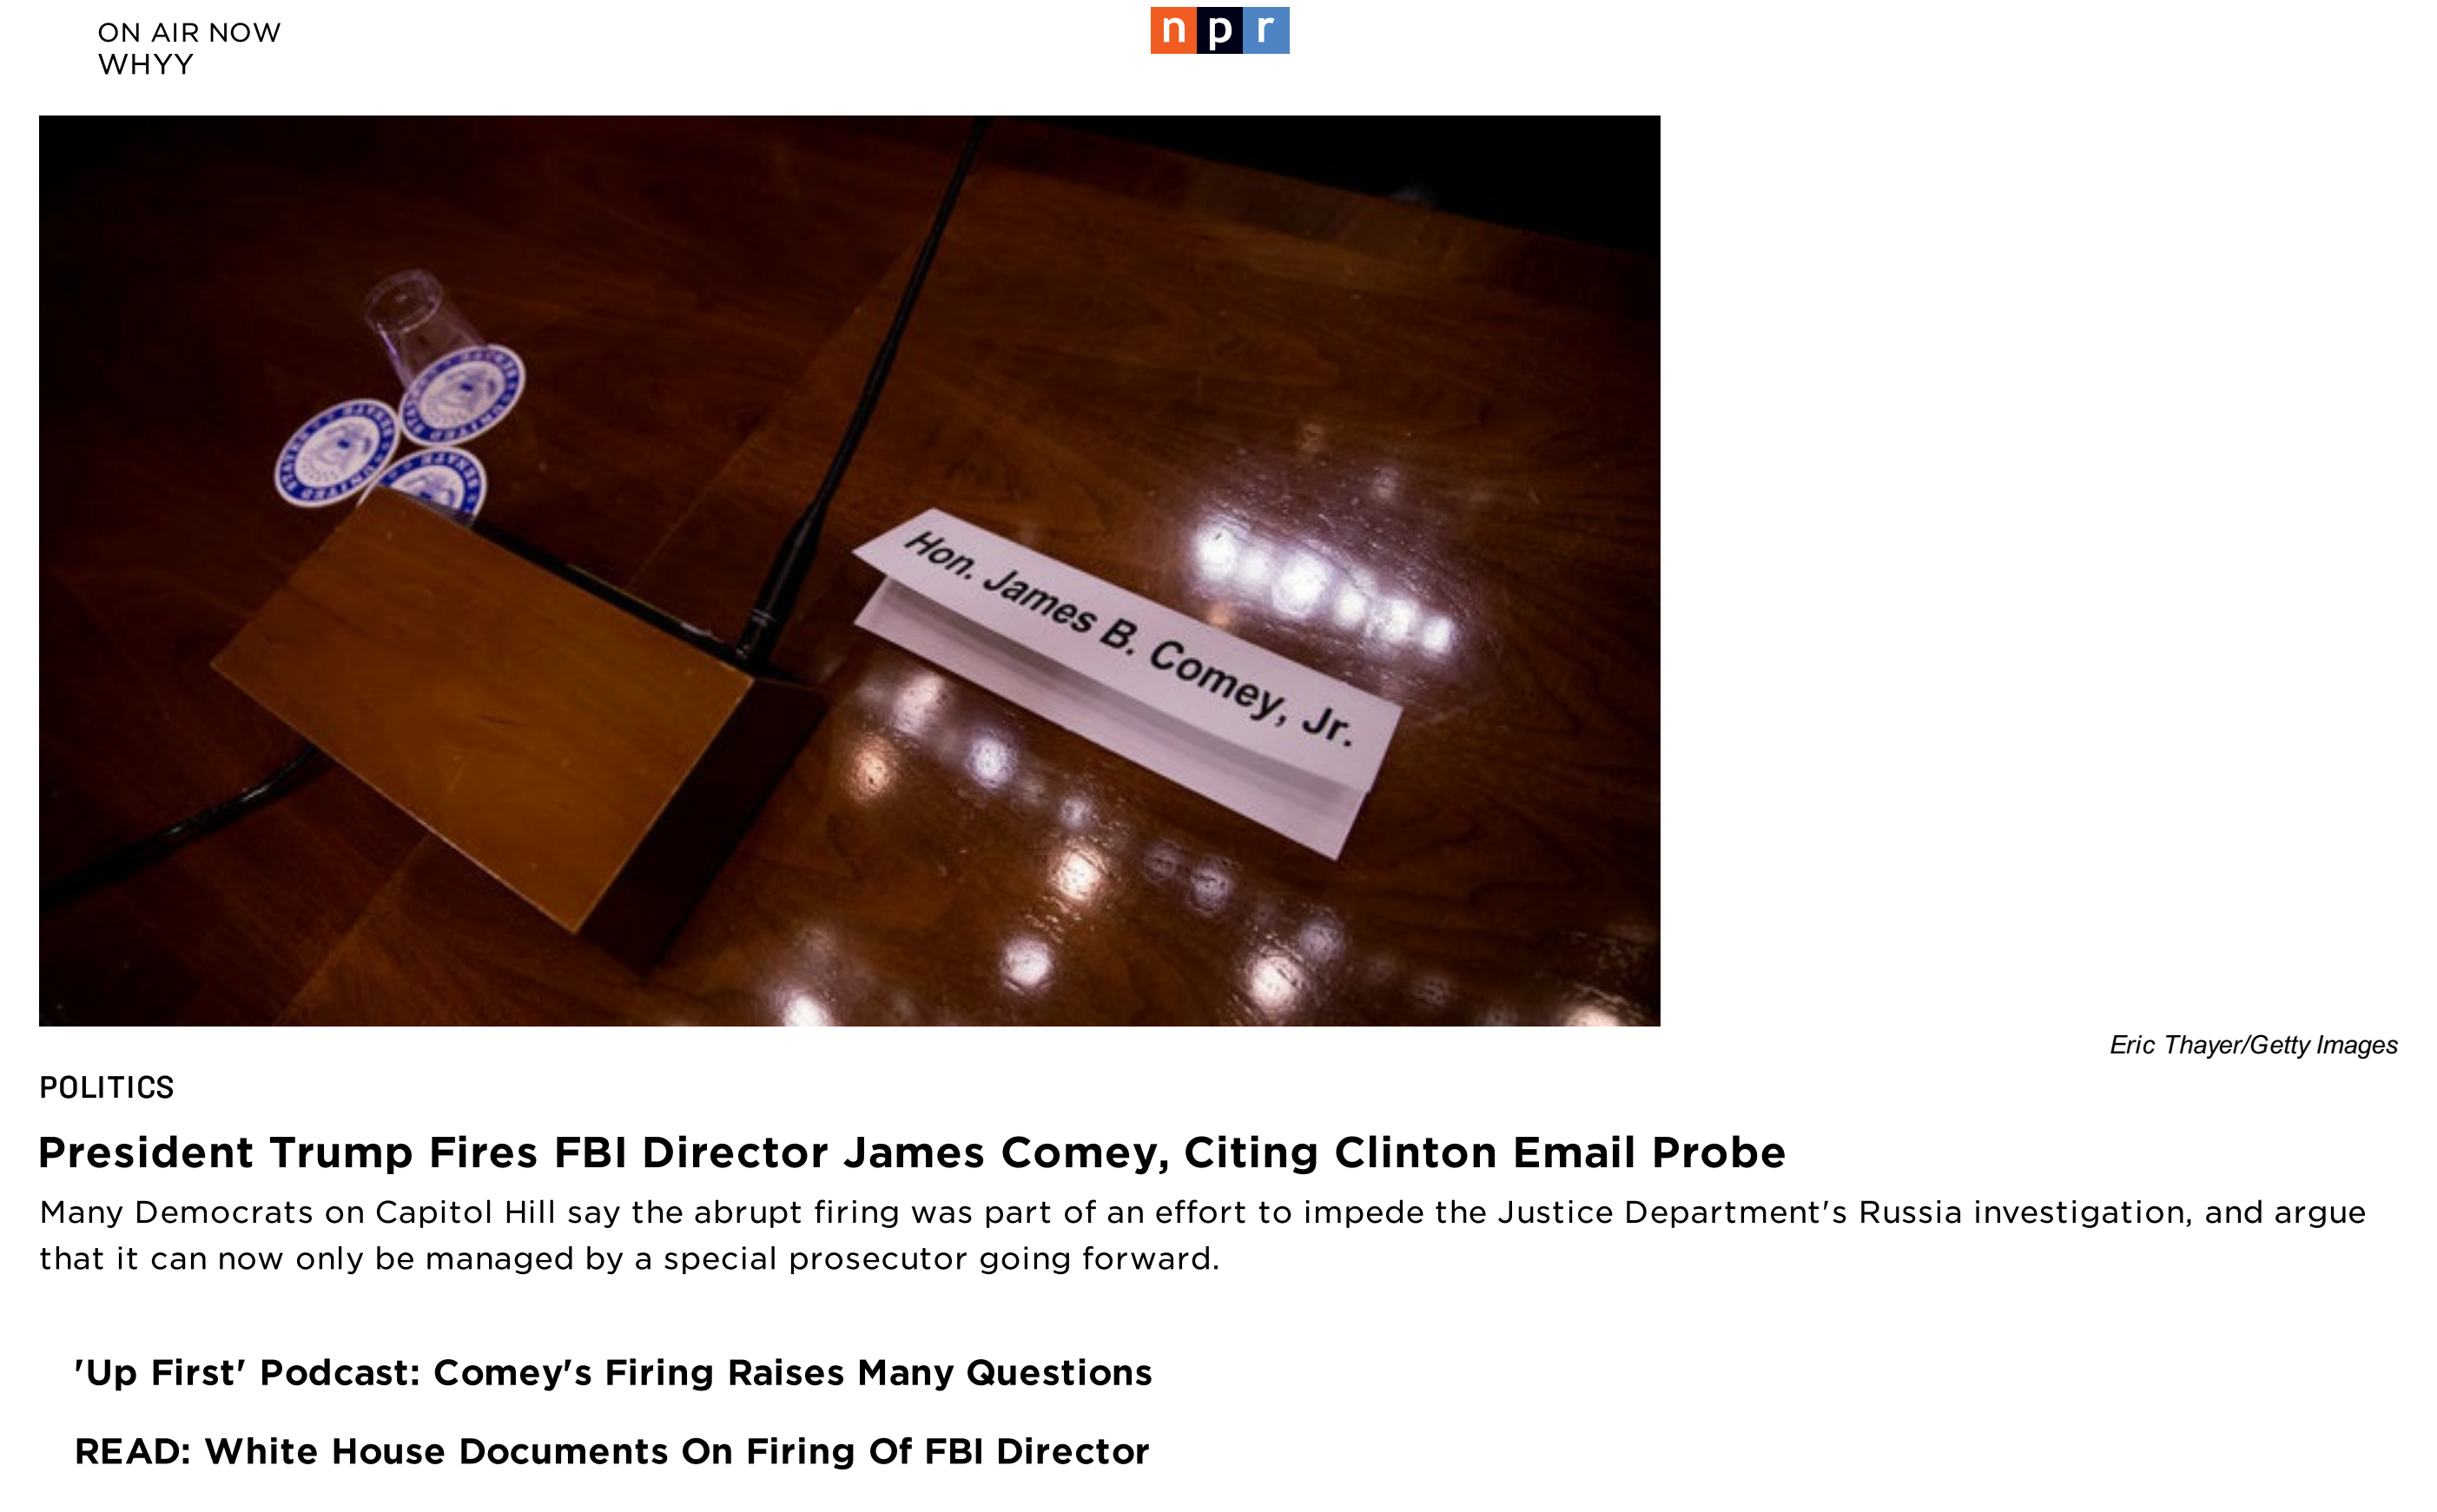 ON AIR NOW
WHYY
npr
Hon. James B. Comey, Jr.
Eric Thayer/Getty Images
POLITICS
President Trump Fires FBI Director James Comey, Citing Clinton Email Probe
Many Democrats on Capitol Hill say the abrupt firing was part of an effort to impede the Justice Department's Russia investigation, and argue
that it can now only be managed by a special prosecutor going forward.
'Up First' Podcast: Comey's Firing Raises Many Questions
READ: White House Documents On Firing Of FBI Director